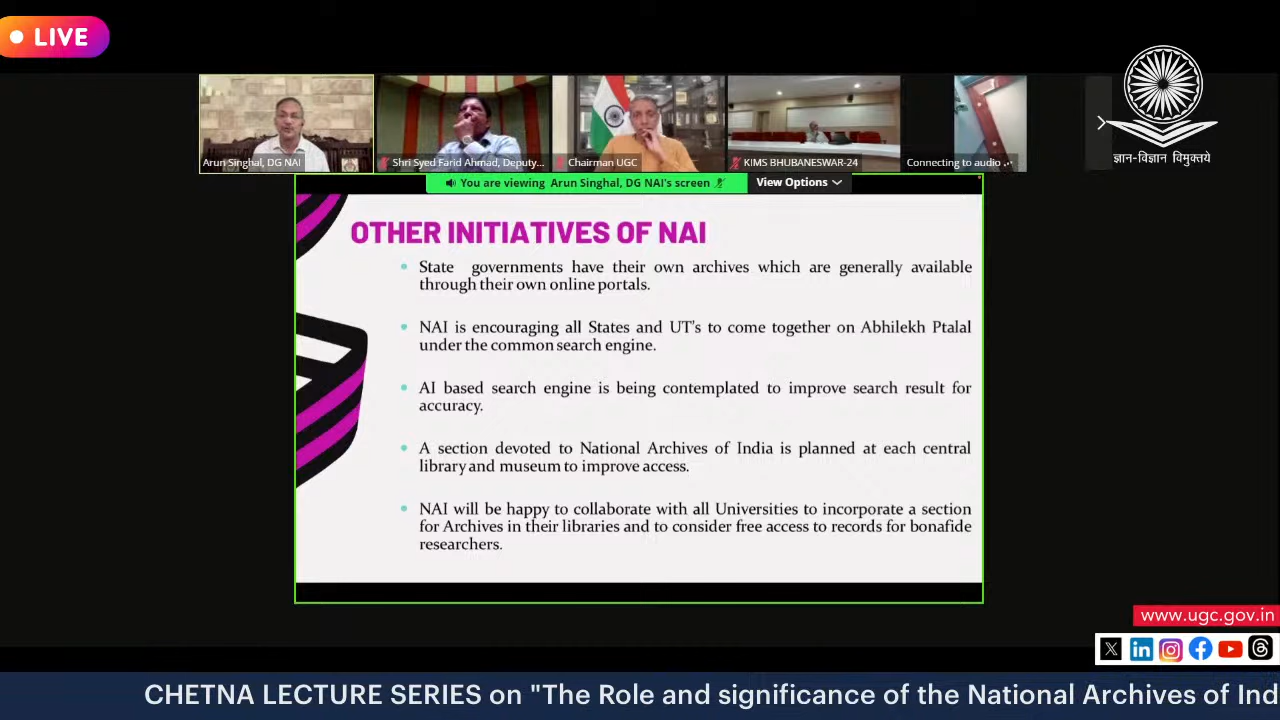 LIVE
Arun Singhal, DG NAI
Shri Syed Farid Ahmad, Deputy...
Chairman UGC
KIMS BHUBANESWAR-24
Connecting to audio ..
ज्ञान-विज्ञान विमुक्तये
You are viewing Arun Singhal, DG NAI's screen
View Options
OTHER INITIATIVES OF NAI
• State governments have their own archives which are generally available
through their own online portals.
• NAI is encouraging all States and UT's to come together on Abhilekh Ptalal
under the common search engine.
• AI based search engine is being contemplated to improve search result for
accuracy.
• A section devoted to National Archives of India is planned at each central
library and museum to improve access.
• NAI will be happy to collaborate with all Universities to incorporate a section
for Archives in their libraries and to consider free access to records for bonafide
researchers.
www.ugc.gov.in
CHETNA LECTURE SERIES on "The Role and significance of the National Archives of Ind